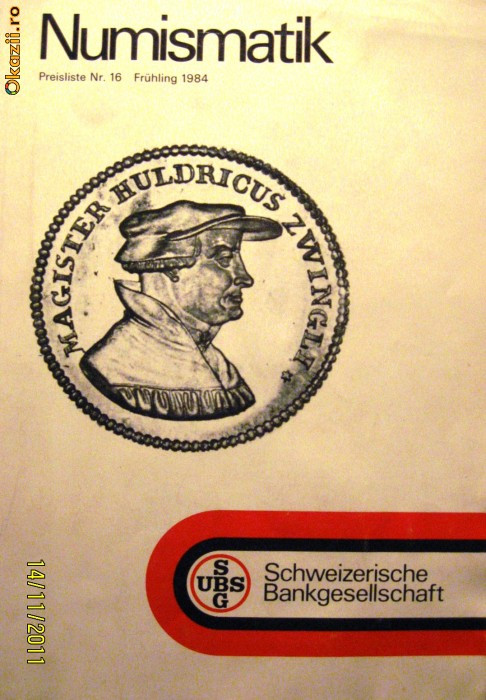 Okazii.ro
Numismatik
Preisliste Nr. 16 Frühling 1984
MAGISTER HULDRICUS ZWINGLI *
S
UBS
G
Schweizerische
Bankgesellschaft
14/11/2011